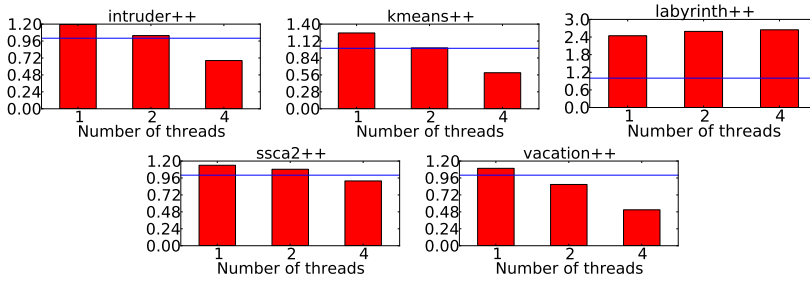 intruder++
1.20
0.96
0.72
0.48
0.24
0.00
1 2 4
Number of threads
kmeans++
1.40
1.12
0.84
0.56
0.28
0.00
1 2 4
Number of threads
labyrinth++
3.0
2.4
1.8
1.2
0.6
0.0
1 2 4
Number of threads
ssca2++
1.20
0.96
0.72
0.48
0.24
0.00
1 2 4
Number of threads
vacation++
1.20
0.96
0.72
0.48
0.24
0.00
1 2 4
Number of threads